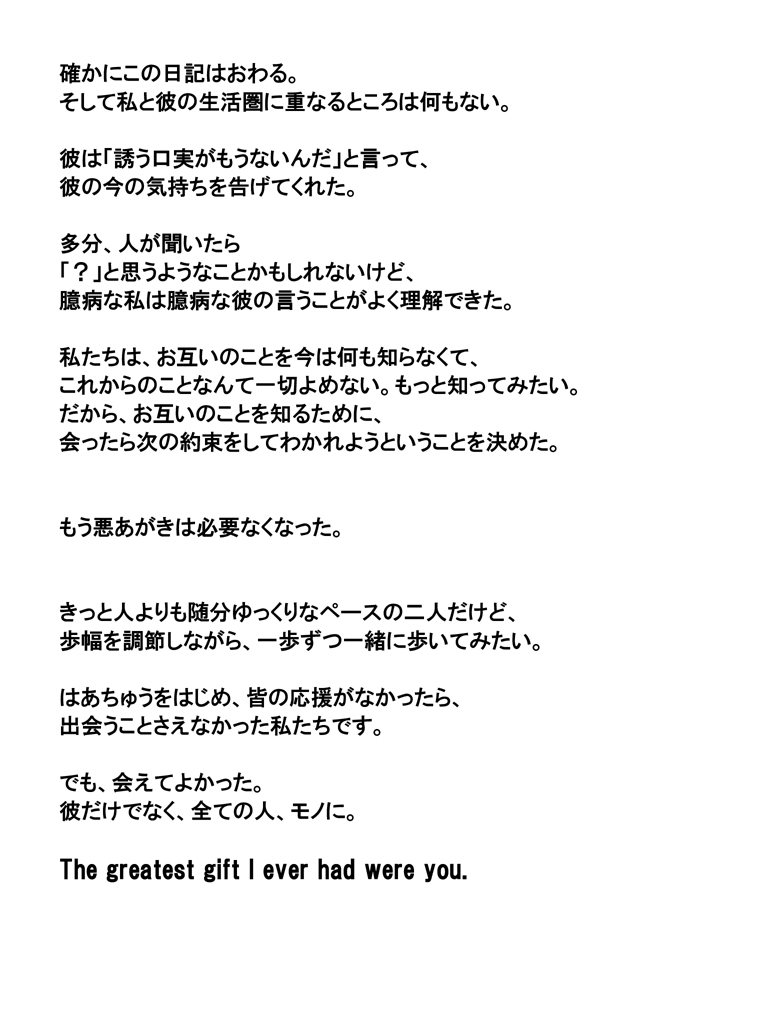 確かにこの日記はおわる。
そして私と彼の生活圏に重なるところは何もない。
彼は「誘う口実がもうないんだ」と言って、
彼の今の気持ちを告げてくれた。
多分、人が聞いたら
「？」と思うようなことかもしれないけど、
臆病な私は臆病な彼の言うことがよく理解できた。
私たちは、お互いのことを今は何も知らなくて、
これからのことなんて一切よめない。もっと知ってみたい。
だから、お互いのことを知るために、
会ったら次の約束をしてわかれようということを決めた。
もう悪あがきは必要なくなった。
きっと人よりも随分ゆっくりなペースの二人だけど、
歩幅を調節しながら、一歩ずつ一緒に歩いてみたい。
はあちゅうをはじめ、皆の応援がなかったら、
出会うことさえなかった私たちです。
でも、会えてよかった。
彼だけでなく、全ての人、モノに。
The greatest gift I ever had were you.